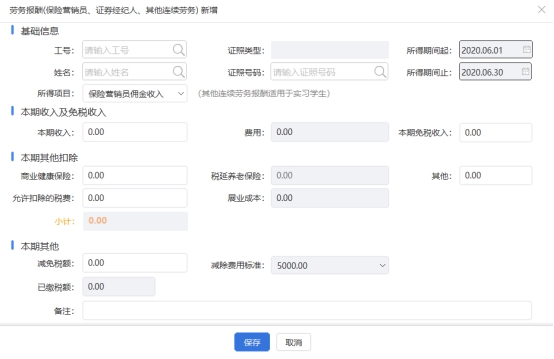 劳务报酬(保险营销员、证券经纪人、其他连续劳务) 新增
基础信息
工号: 请输入工号 证照类型: 所得期间起: 2020.06.01
姓名: 请输入姓名 证照号码: 请输入证照号码 所得期间止: 2020.06.30
所得项目: 保险营销员佣金收入 (其他连续劳务报酬适用于实习学生)
本期收入及免税收入
本期收入: 0.00 费用: 0.00 本期免税收入: 0.00
本期其他扣除
商业健康保险: 0.00 税延养老保险: 0.00 其他: 0.00
允许扣除的税费: 0.00 展业成本: 0.00
小计: 0.00
本期其他
减免税额: 0.00 减除费用标准: 5000.00
已缴税额: 0.00
备注:
保存 取消